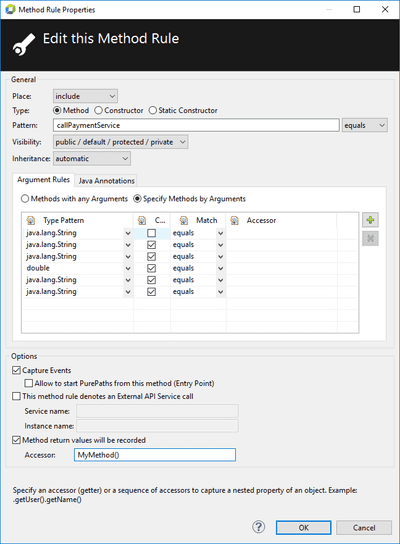 Method Rule Properties
Edit this Method Rule
General
Place: include
Type: Method Constructor Static Constructor
Pattern: callPaymentService equals
Visibility: public / default / protected / private
Inheritance: automatic
Argument Rules Java Annotations
Methods with any Arguments Specify Methods by Arguments
Type Pattern C... Match Accessor
java.lang.String equals
java.lang.String equals
java.lang.String equals
double equals
java.lang.String equals
java.lang.String equals
Options
Capture Events
Allow to start PurePaths from this method (Entry Point)
This method rule denotes an External API Service call
Service name:
Instance name:
Method return values will be recorded
Accessor: MyMethod()
Specify an accessor (getter) or a sequence of accessors to capture a nested property of an object. Example:
.getUser().getName()
? OK Cancel